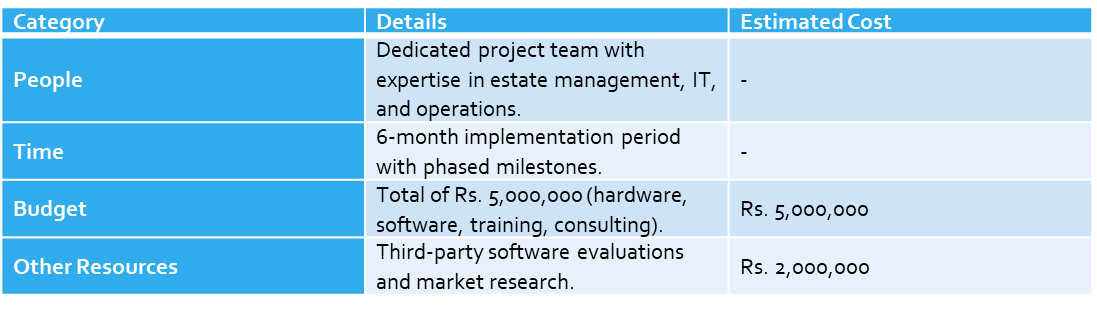 Category Details Estimated Cost
People
Dedicated project team with
expertise in estate management, IT,
and operations.
-
Time
6-month implementation period
with phased milestones.
-
Budget
Total of Rs. 5,000,000 (hardware,
software, training, consulting).
Rs. 5,000,000
Other Resources
Third-party software evaluations
and market research.
Rs. 2,000,000